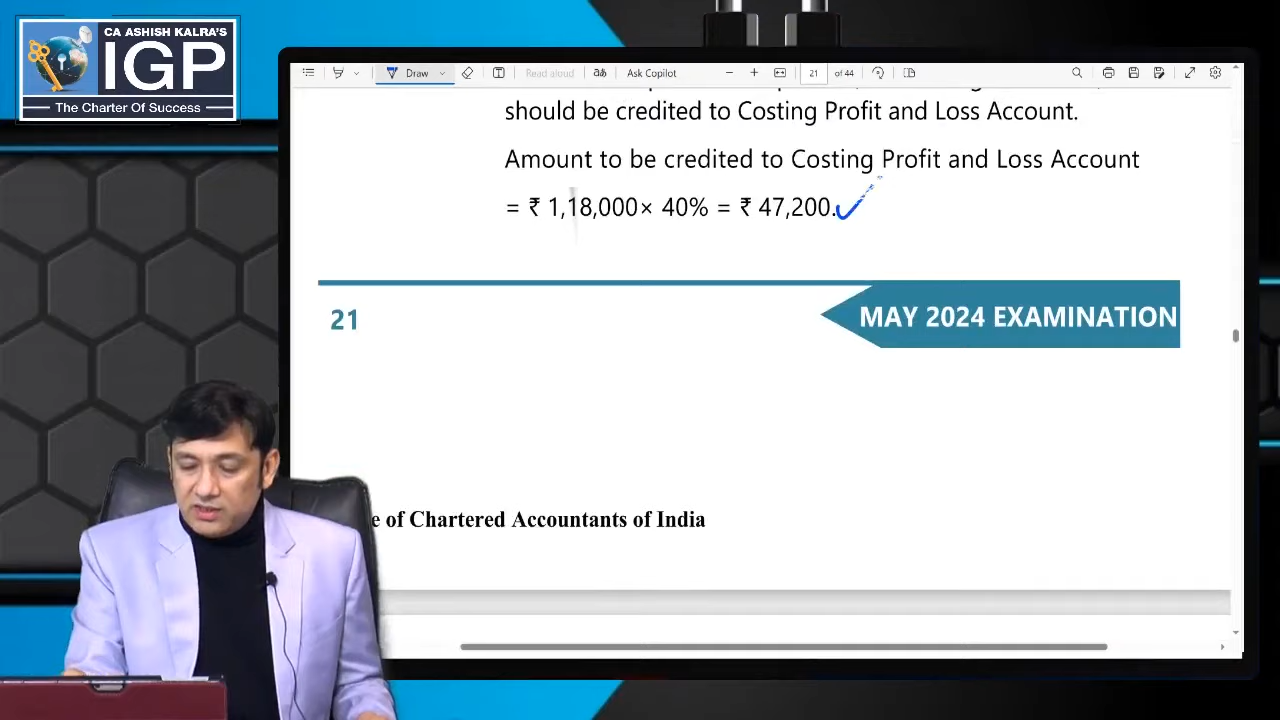 CA ASHISH KALRA'S
IGP
The Charter Of Success
Draw
Read aloud
Ask Copilot
21
of 44
should be credited to Costing Profit and Loss Account.
Amount to be credited to Costing Profit and Loss Account
= ₹ 1,18,000× 40% = ₹ 47,200.
21
MAY 2024 EXAMINATION
e of Chartered Accountants of India